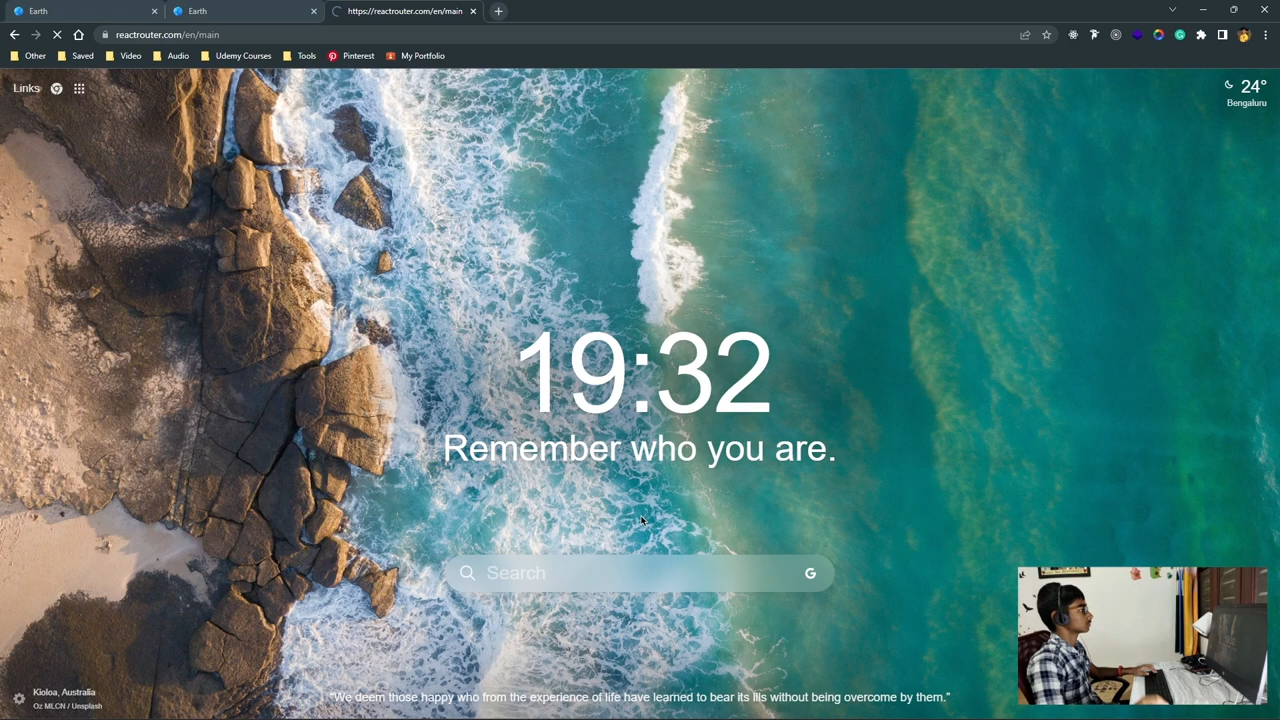 Earth
Earth
https://reactrouter.com/en/main
reactrouter.com/en/main
Other
Saved
Video
Audio
Udemy Courses
Tools
Pinterest
My Portfolio
Links
24°
Bengaluru
19:32
Remember who you are.
Search
G
Kioloa, Australia
Oz MLCN / Unsplash
"We deem those happy who from the experience of life have learned to bear its ills without being overcome by them."